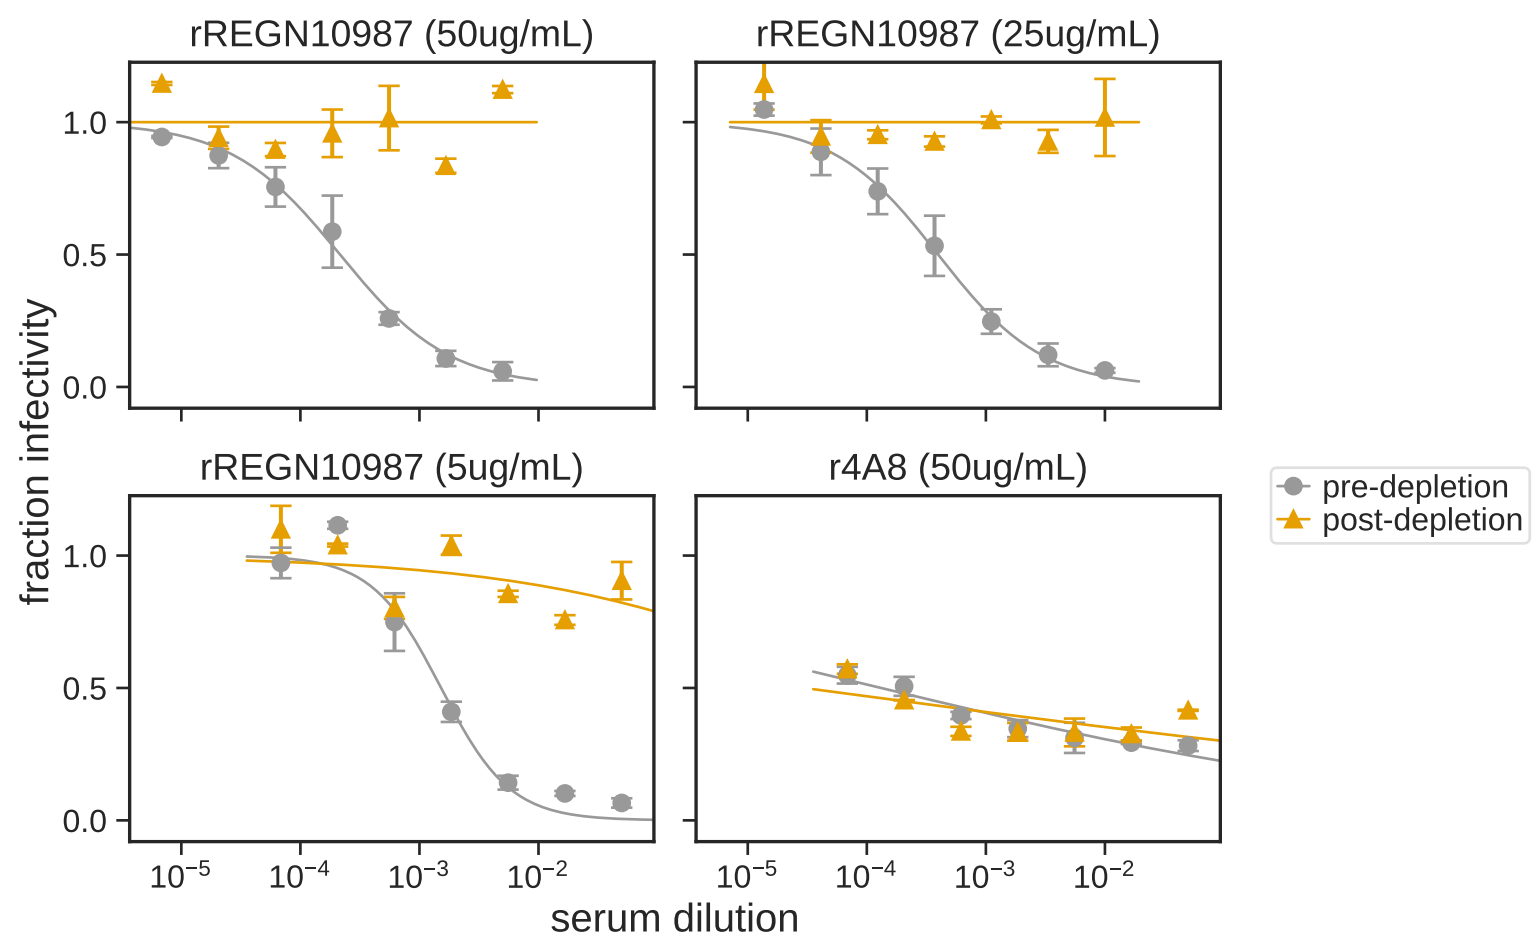 rREGN10987 (50ug/mL)
rREGN10987 (25ug/mL)
1.0
0.5
0.0
fraction infectivity
rREGN10987 (5ug/mL)
r4A8 (50ug/mL)
pre-depletion
post-depletion
1.0
0.5
0.0
10⁻⁵ 10⁻⁴ 10⁻³ 10⁻² 10⁻⁵ 10⁻⁴ 10⁻³ 10⁻²
serum dilution